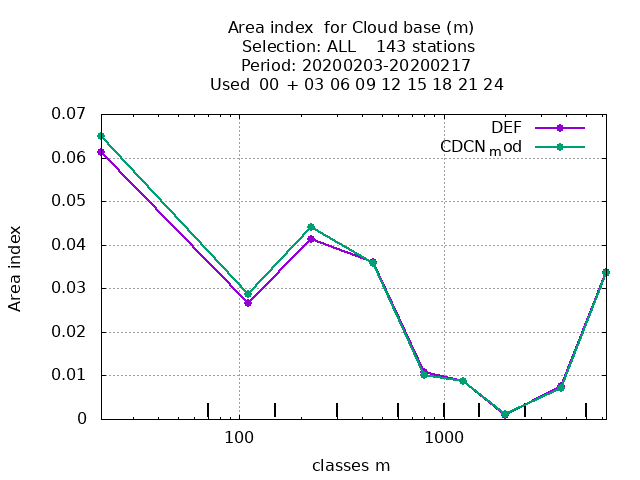 Area index  for Cloud base (m)
Selection: ALL    143 stations
Period: 20200203-20200217
Used  00 + 03 06 09 12 15 18 21 24
0.07
DEF
CDCN_mod
0.06
0.05
0.04
Area index
0.03
0.02
0.01
0
100
1000
classes m